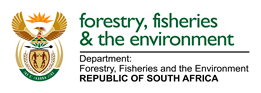 forestry, fisheries
& the environment
Department:
Forestry, Fisheries and the Environment
REPUBLIC OF SOUTH AFRICA